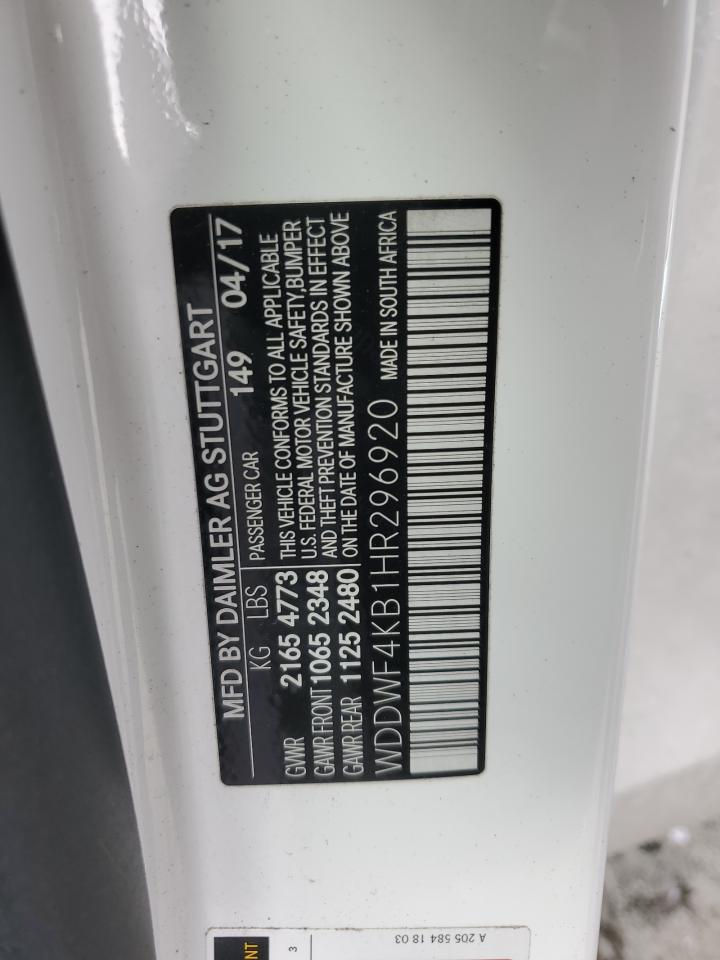 MFD BY DAIMLER AG STUTTGART
KG LBS PASSENGER CAR 149 04/17
GVWR 2165 4773 THIS VEHICLE CONFORMS TO ALL APPLICABLE
U.S. FEDERAL MOTOR VEHICLE SAFETY,BUMPER
GAWR FRONT 1065 2348 AND THEFT PREVENTION STANDARDS IN EFFECT
GAWR REAR 1125 2480 ON THE DATE OF MANUFACTURE SHOWN ABOVE
WDDWF4KB1HR296920 MADE IN SOUTH AFRICA
3
A 205 584 18 03